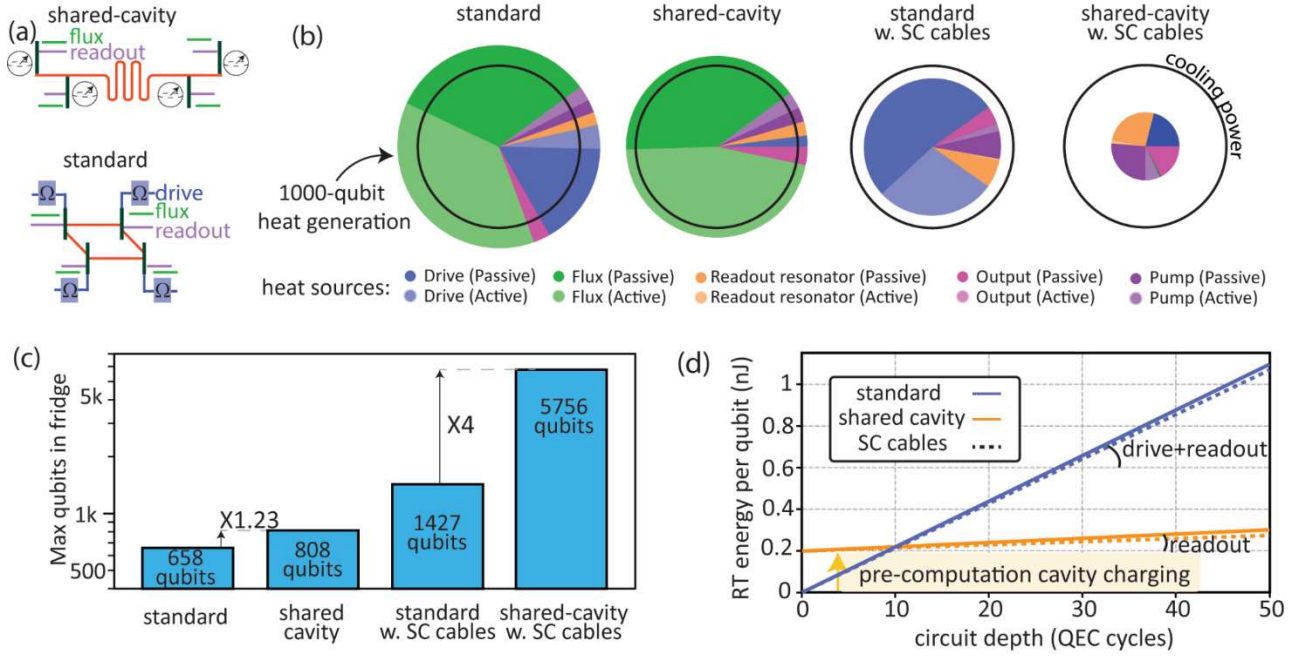 (a)
shared-cavity
flux
readout
standard
Ω
Ω
drive
flux
readout
Ω
Ω
(b)
standard
shared-cavity
standard
w. SC cables
shared-cavity
w. SC cables
cooling power
1000-qubit
heat generation
heat sources:
Drive (Passive)
Flux (Passive)
Readout resonator (Passive)
Output (Passive)
Pump (Passive)
Drive (Active)
Flux (Active)
Readout resonator (Active)
Output (Active)
Pump (Active)
(c)
Max qubits in fridge
5k
1k
500
X1.23
X4
658
qubits
808
qubits
1427
qubits
5756
qubits
standard
shared
cavity
standard
w. SC cables
shared-cavity
w. SC cables
(d)
RT energy per qubit (nJ)
1
0.8
0.6
0.4
0.2
0
standard
shared cavity
SC cables
drive+readout
readout
pre-computation cavity charging
0
10
20
30
40
50
circuit depth (QEC cycles)